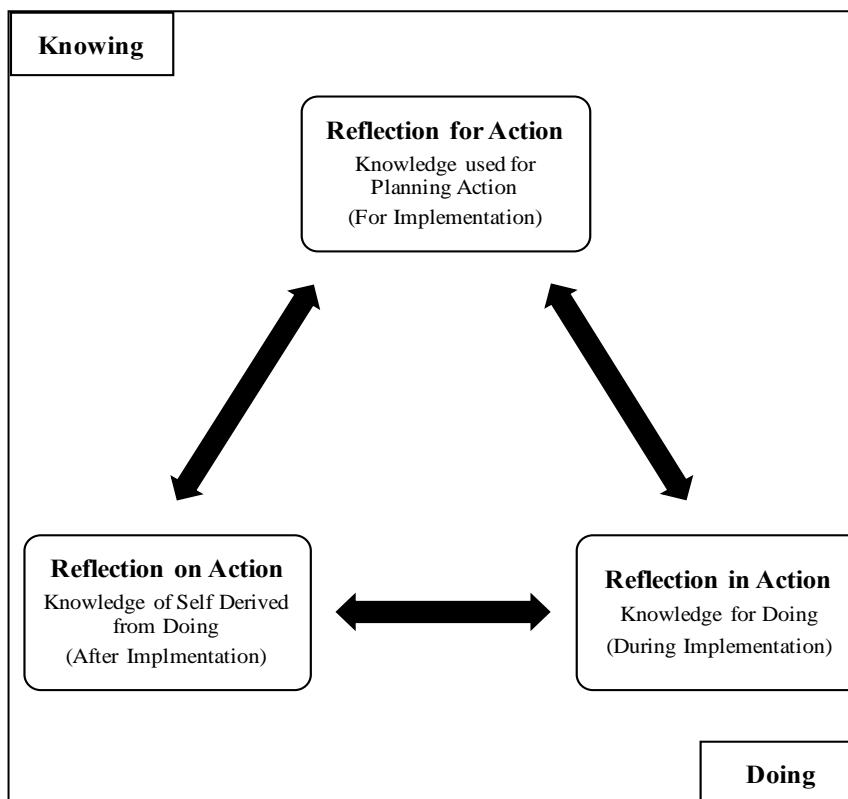 Knowing
Reflection for Action
Knowledge used for
Planning Action
(For Implementation)
Reflection on Action
Knowledge of Self Derived
from Doing
(After Implmentation)
Reflection in Action
Knowledge for Doing
(During Implementation)
Doing